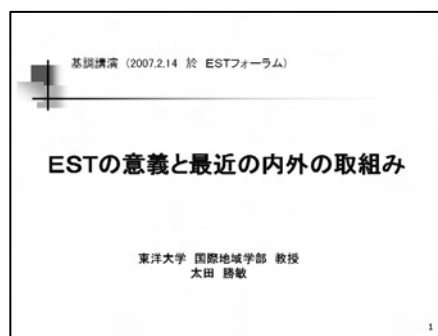 基調講演 (2007.2.14 於 ESTフォーラム)
ESTの意義と最近の内外の取組み
東洋大学 国際地域学部 教授
太田 勝敏
1